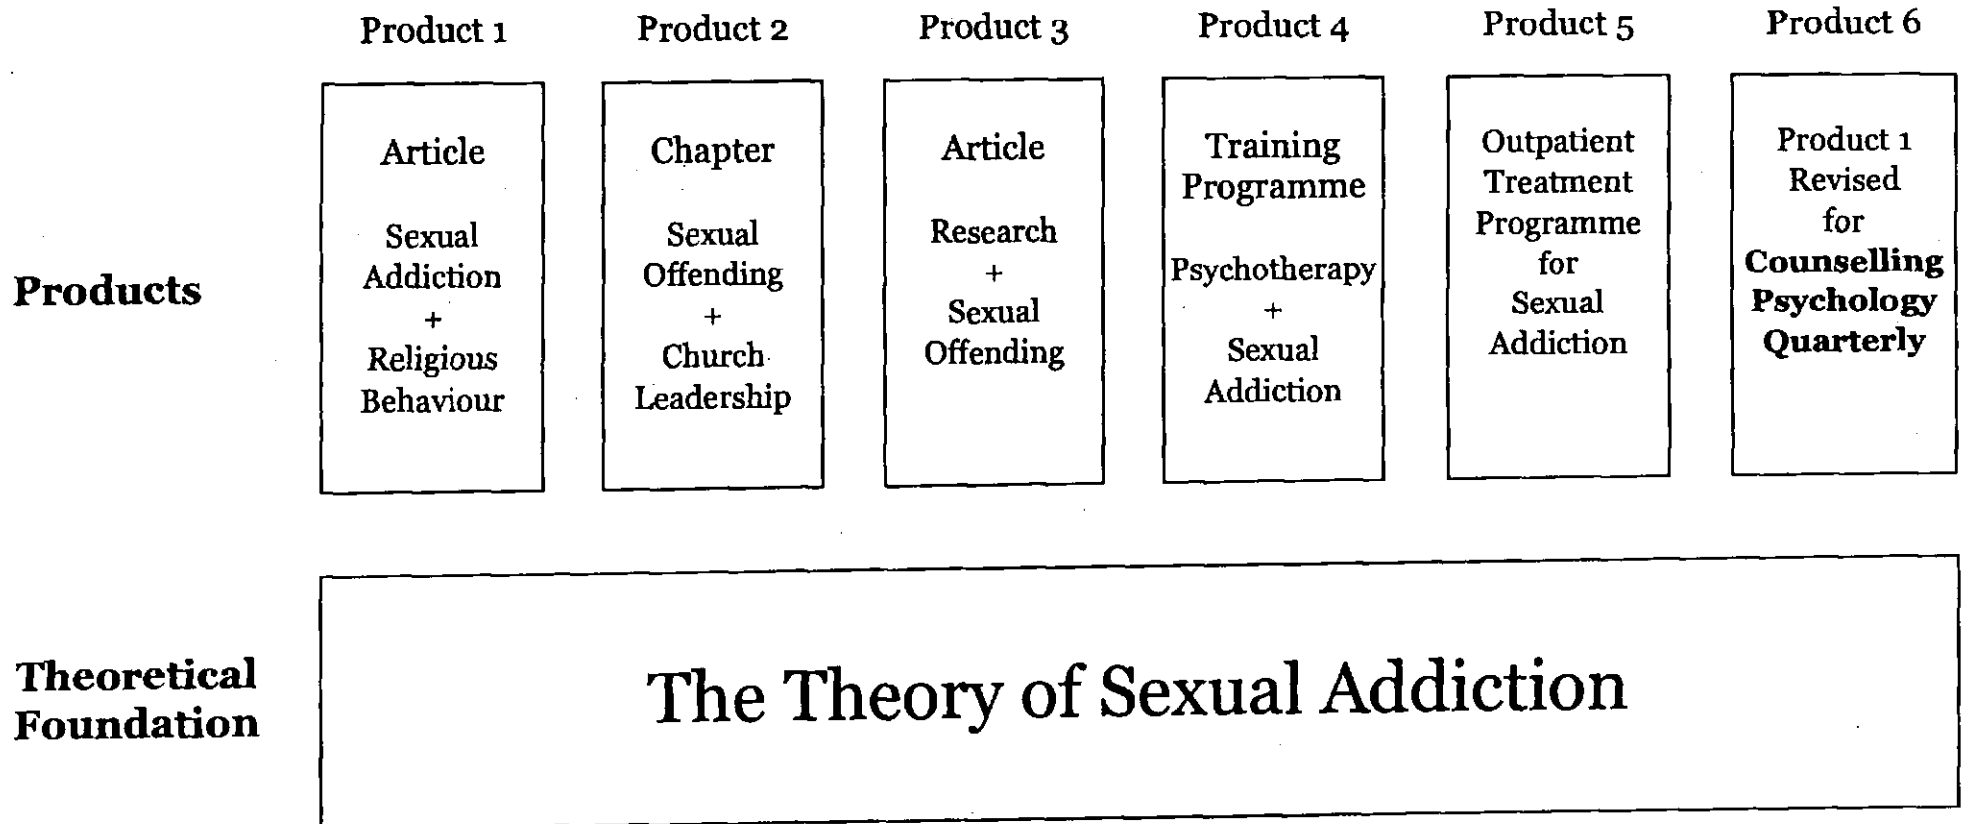 Product 1
Product 2
Product 3
Product 4
Product 5
Product 6
Products
Article
Sexual
Addiction
+
Religious
Behaviour
Chapter
Sexual
Offending
+
Church
Leadership
Article
Research
+
Sexual
Offending
Training
Programme
Psychotherapy
+
Sexual
Addiction
Outpatient
Treatment
Programme
for
Sexual
Addiction
Product 1
Revised
for
Counselling
Psychology
Quarterly
Theoretical
Foundation
The Theory of Sexual Addiction